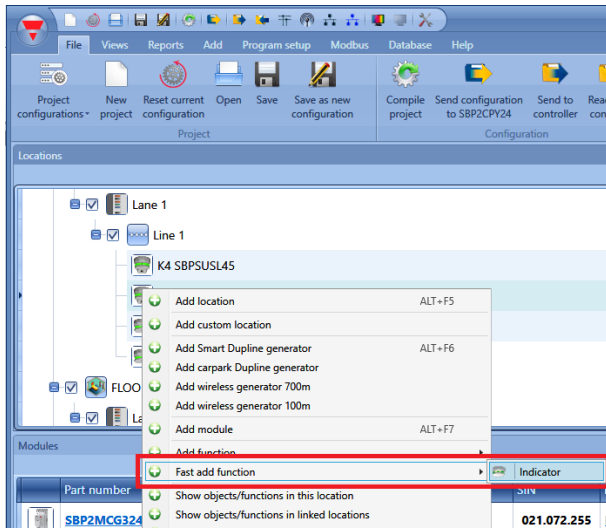 File Views Reports Add Program setup Modbus Database Help
Project configurations
New project
Reset current configuration
Open
Save
Save as new configuration
Compile project
Send configuration to SBP2CPY24
Send to controller
Project
Configuration
Locations
Lane 1
Line 1
K4 SBPSUSL45
Add location ALT+F5
Add custom location
Add Smart Dupline generator ALT+F6
Add carpark Dupline generator
Add wireless generator 700m
Add wireless generator 100m
FLOO
Add module ALT+F7
Modules
Add function
Fast add function
Indicator
Part number
SIN
Show objects/functions in this location
Show objects/functions in linked locations
SBP2MCG324
021.072.255